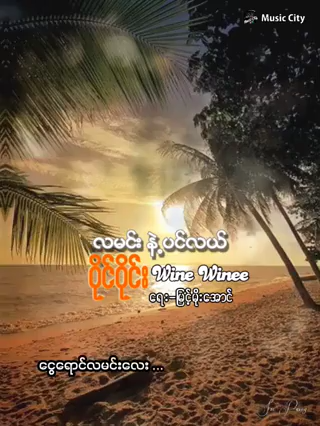 Music City
လမင်း နဲ့ ပင်လယ်
ဝိုင်ဝိုင်း Wine Winee
ရေး-မြင့်မိုးအောင်
ငွေရောင်လမင်းလေး ...